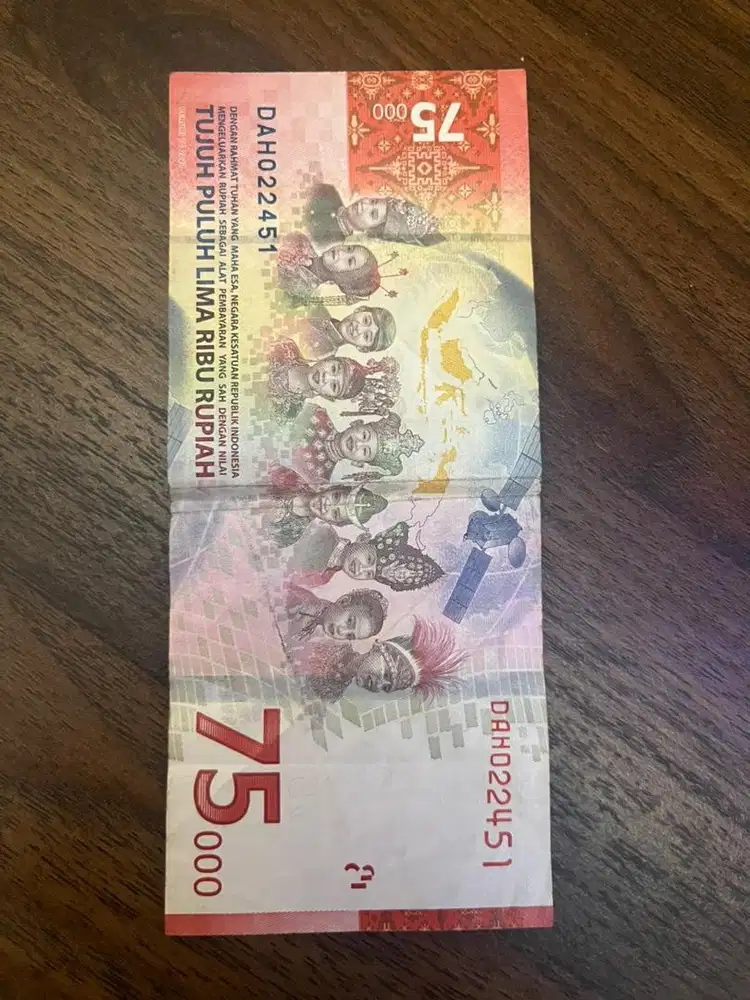 75 000
DAH022451
DENGAN RAHMAT TUHAN YANG MAHA ESA, NEGARA KESATUAN REPUBLIK INDONESIA
MENGELUARKAN RUPIAH SEBAGAI ALAT PEMBAYARAN YANG SAH DENGAN NILAI
TUJUH PULUH LIMA RIBU RUPIAH
DAH022451
75 000